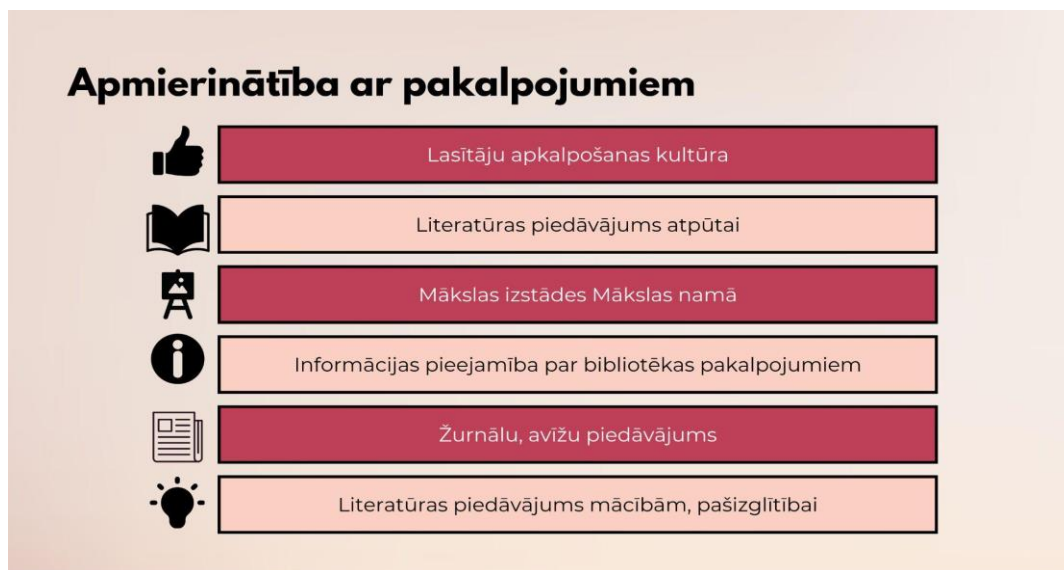 Apmierinātība ar pakalpojumiem
Lasītāju apkalpošanas kultūra
Literatūras piedāvājums atpūtai
Mākslas izstādes Mākslas namā
Informācijas pieejamība par bibliotēkas pakalpojumiem
Žurnālu, avīžu piedāvājums
Literatūras piedāvājums mācībām, pašizglītībai